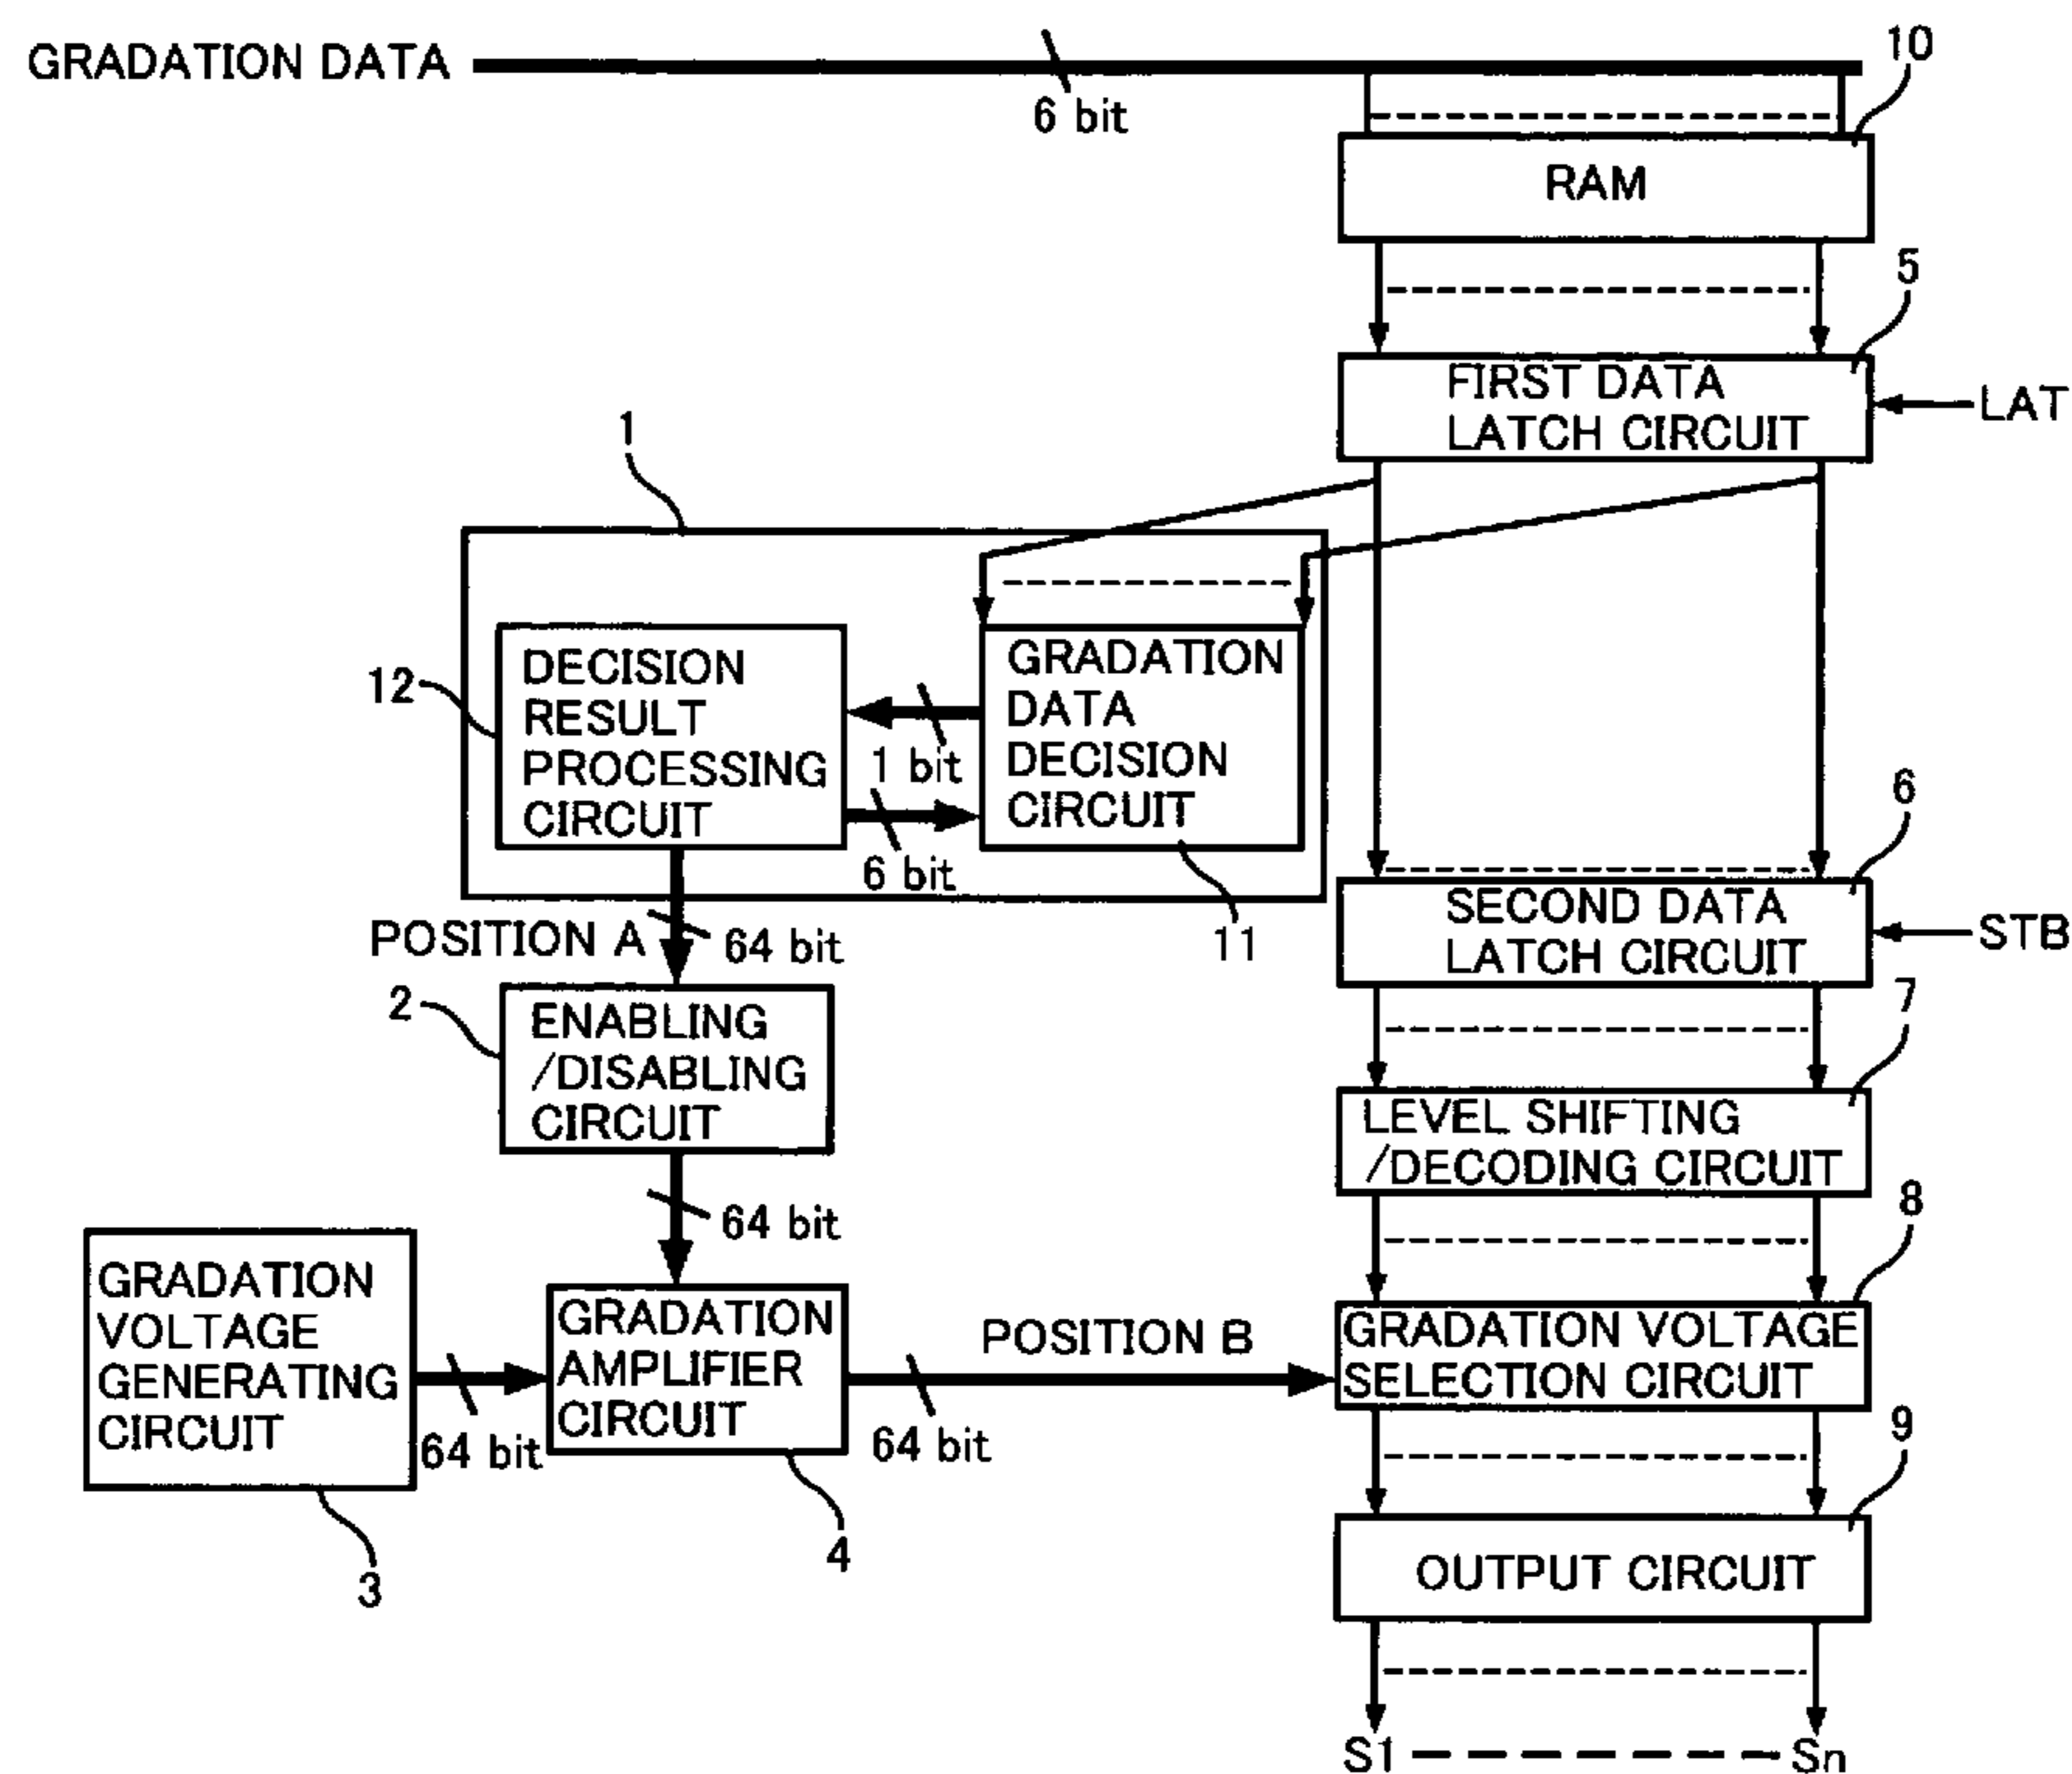 GRADATION DATA
6 bit
10
RAM
5
FIRST DATA
LATCH CIRCUIT
LAT
1
12
DECISION
RESULT
PROCESSING
CIRCUIT
1 bit
6 bit
GRADATION
DATA
DECISION
CIRCUIT
11
6
SECOND DATA
LATCH CIRCUIT
STB
POSITION A
64 bit
2
ENABLING
/DISABLING
CIRCUIT
64 bit
7
LEVEL SHIFTING
/DECODING CIRCUIT
GRADATION
VOLTAGE
GENERATING
CIRCUIT
3
64 bit
GRADATION
AMPLIFIER
CIRCUIT
4
64 bit
POSITION B
8
GRADATION VOLTAGE
SELECTION CIRCUIT
9
OUTPUT CIRCUIT
S1 Sn